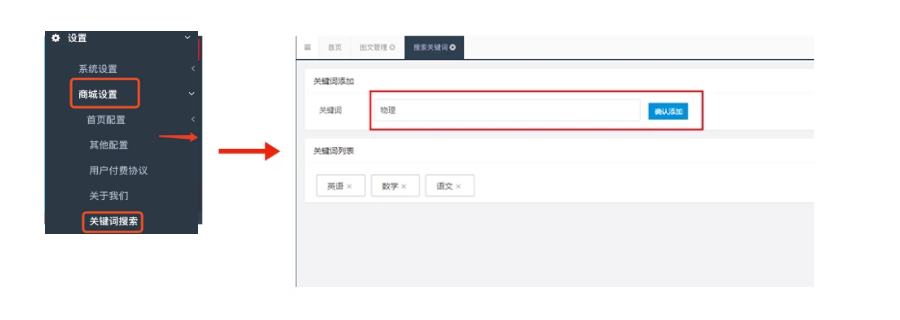 设置
系统设置
商城设置
首页配置
其他配置
用户付费协议
关于我们
关键词搜索
首页 图文管理 搜索关键词
关键词添加
关键词 物理 确认添加
关键词列表
英语 × 数学 × 语文 ×